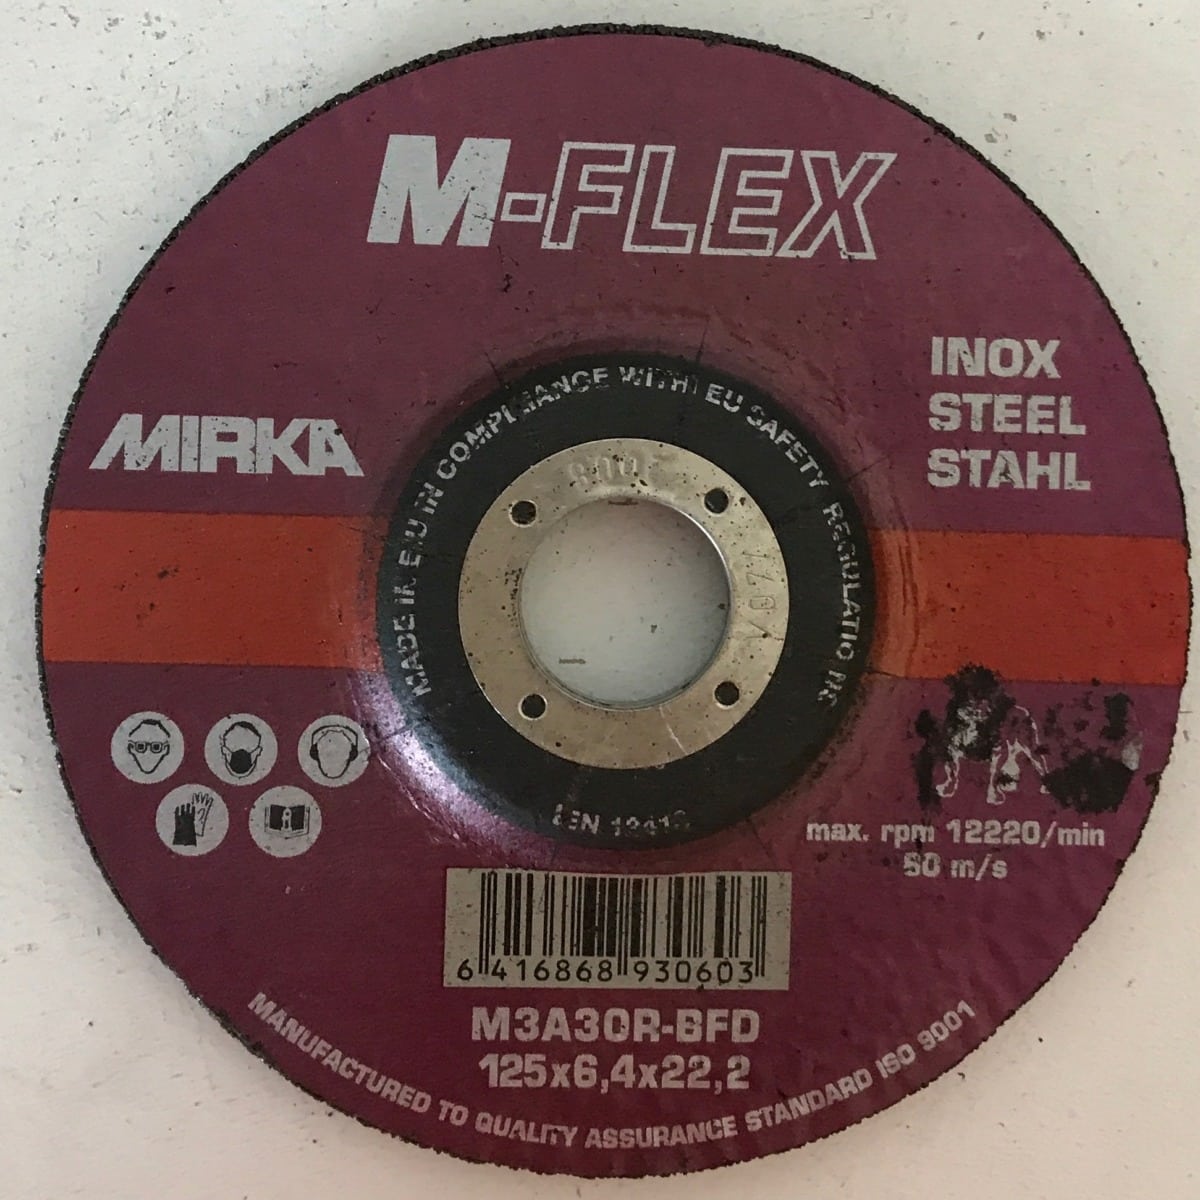 M-FLEX
INOX
STEEL
STAHL
MIRKA
MADE IN EU IN COMPLIANCE WITH EU SAFETY
max. rpm 12220/min
80 m/s
6 416868 930603
M3A30R-BFD
125x6,4x22,2
MANUFACTURED TO QUALITY ASSURANCE STANDARD ISO 9001